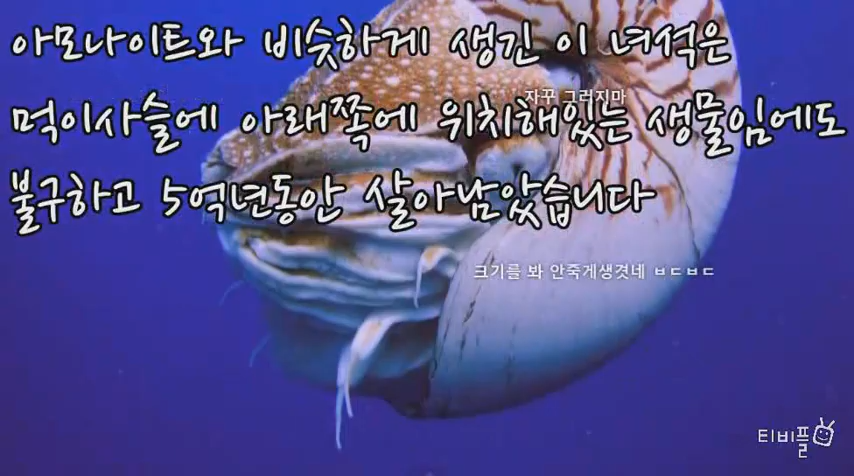 아모나이트와 비슷하게 생긴 이 녀석은
자꾸 그러지마
먹이사슬에 아래쪽에 위치해있는 생물임에도
불구하고 5억년동안 살아남았습니다
크기를 봐 안죽게생겻네 ㅂㄷㅂㄷ
티비플